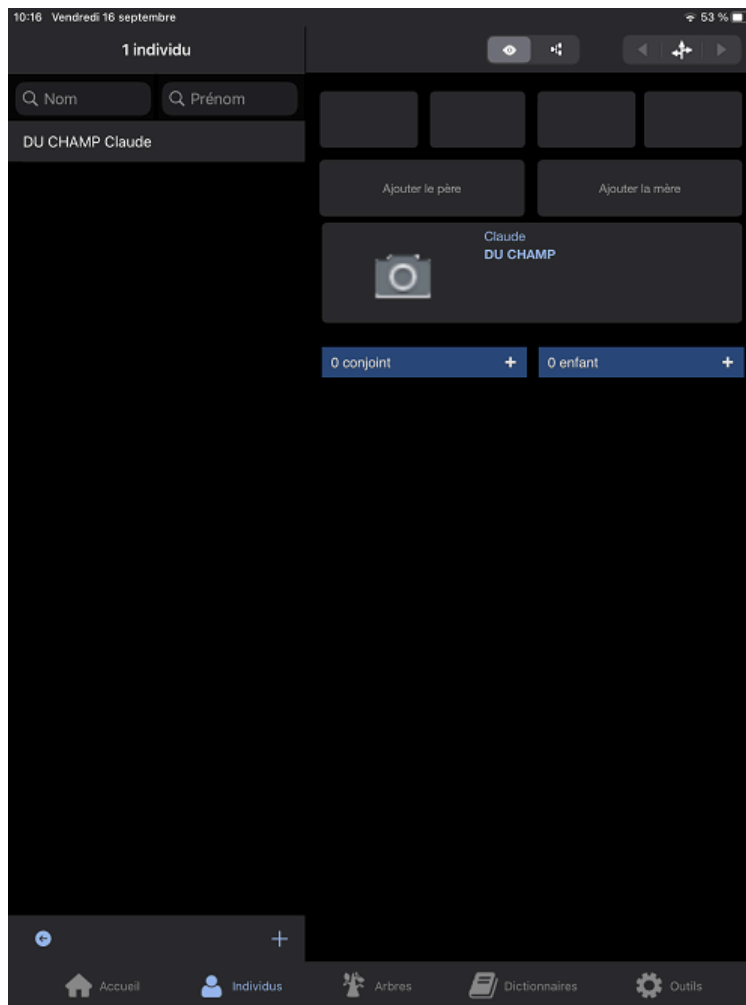 10:16 Vendredi 16 septembre
53 %
1 individu
Nom
Prénom
DU CHAMP Claude
Ajouter le père
Ajouter la mère
Claude
DU CHAMP
0 conjoint +
0 enfant +
+
Accueil
Individus
Arbres
Dictionnaires
Outils